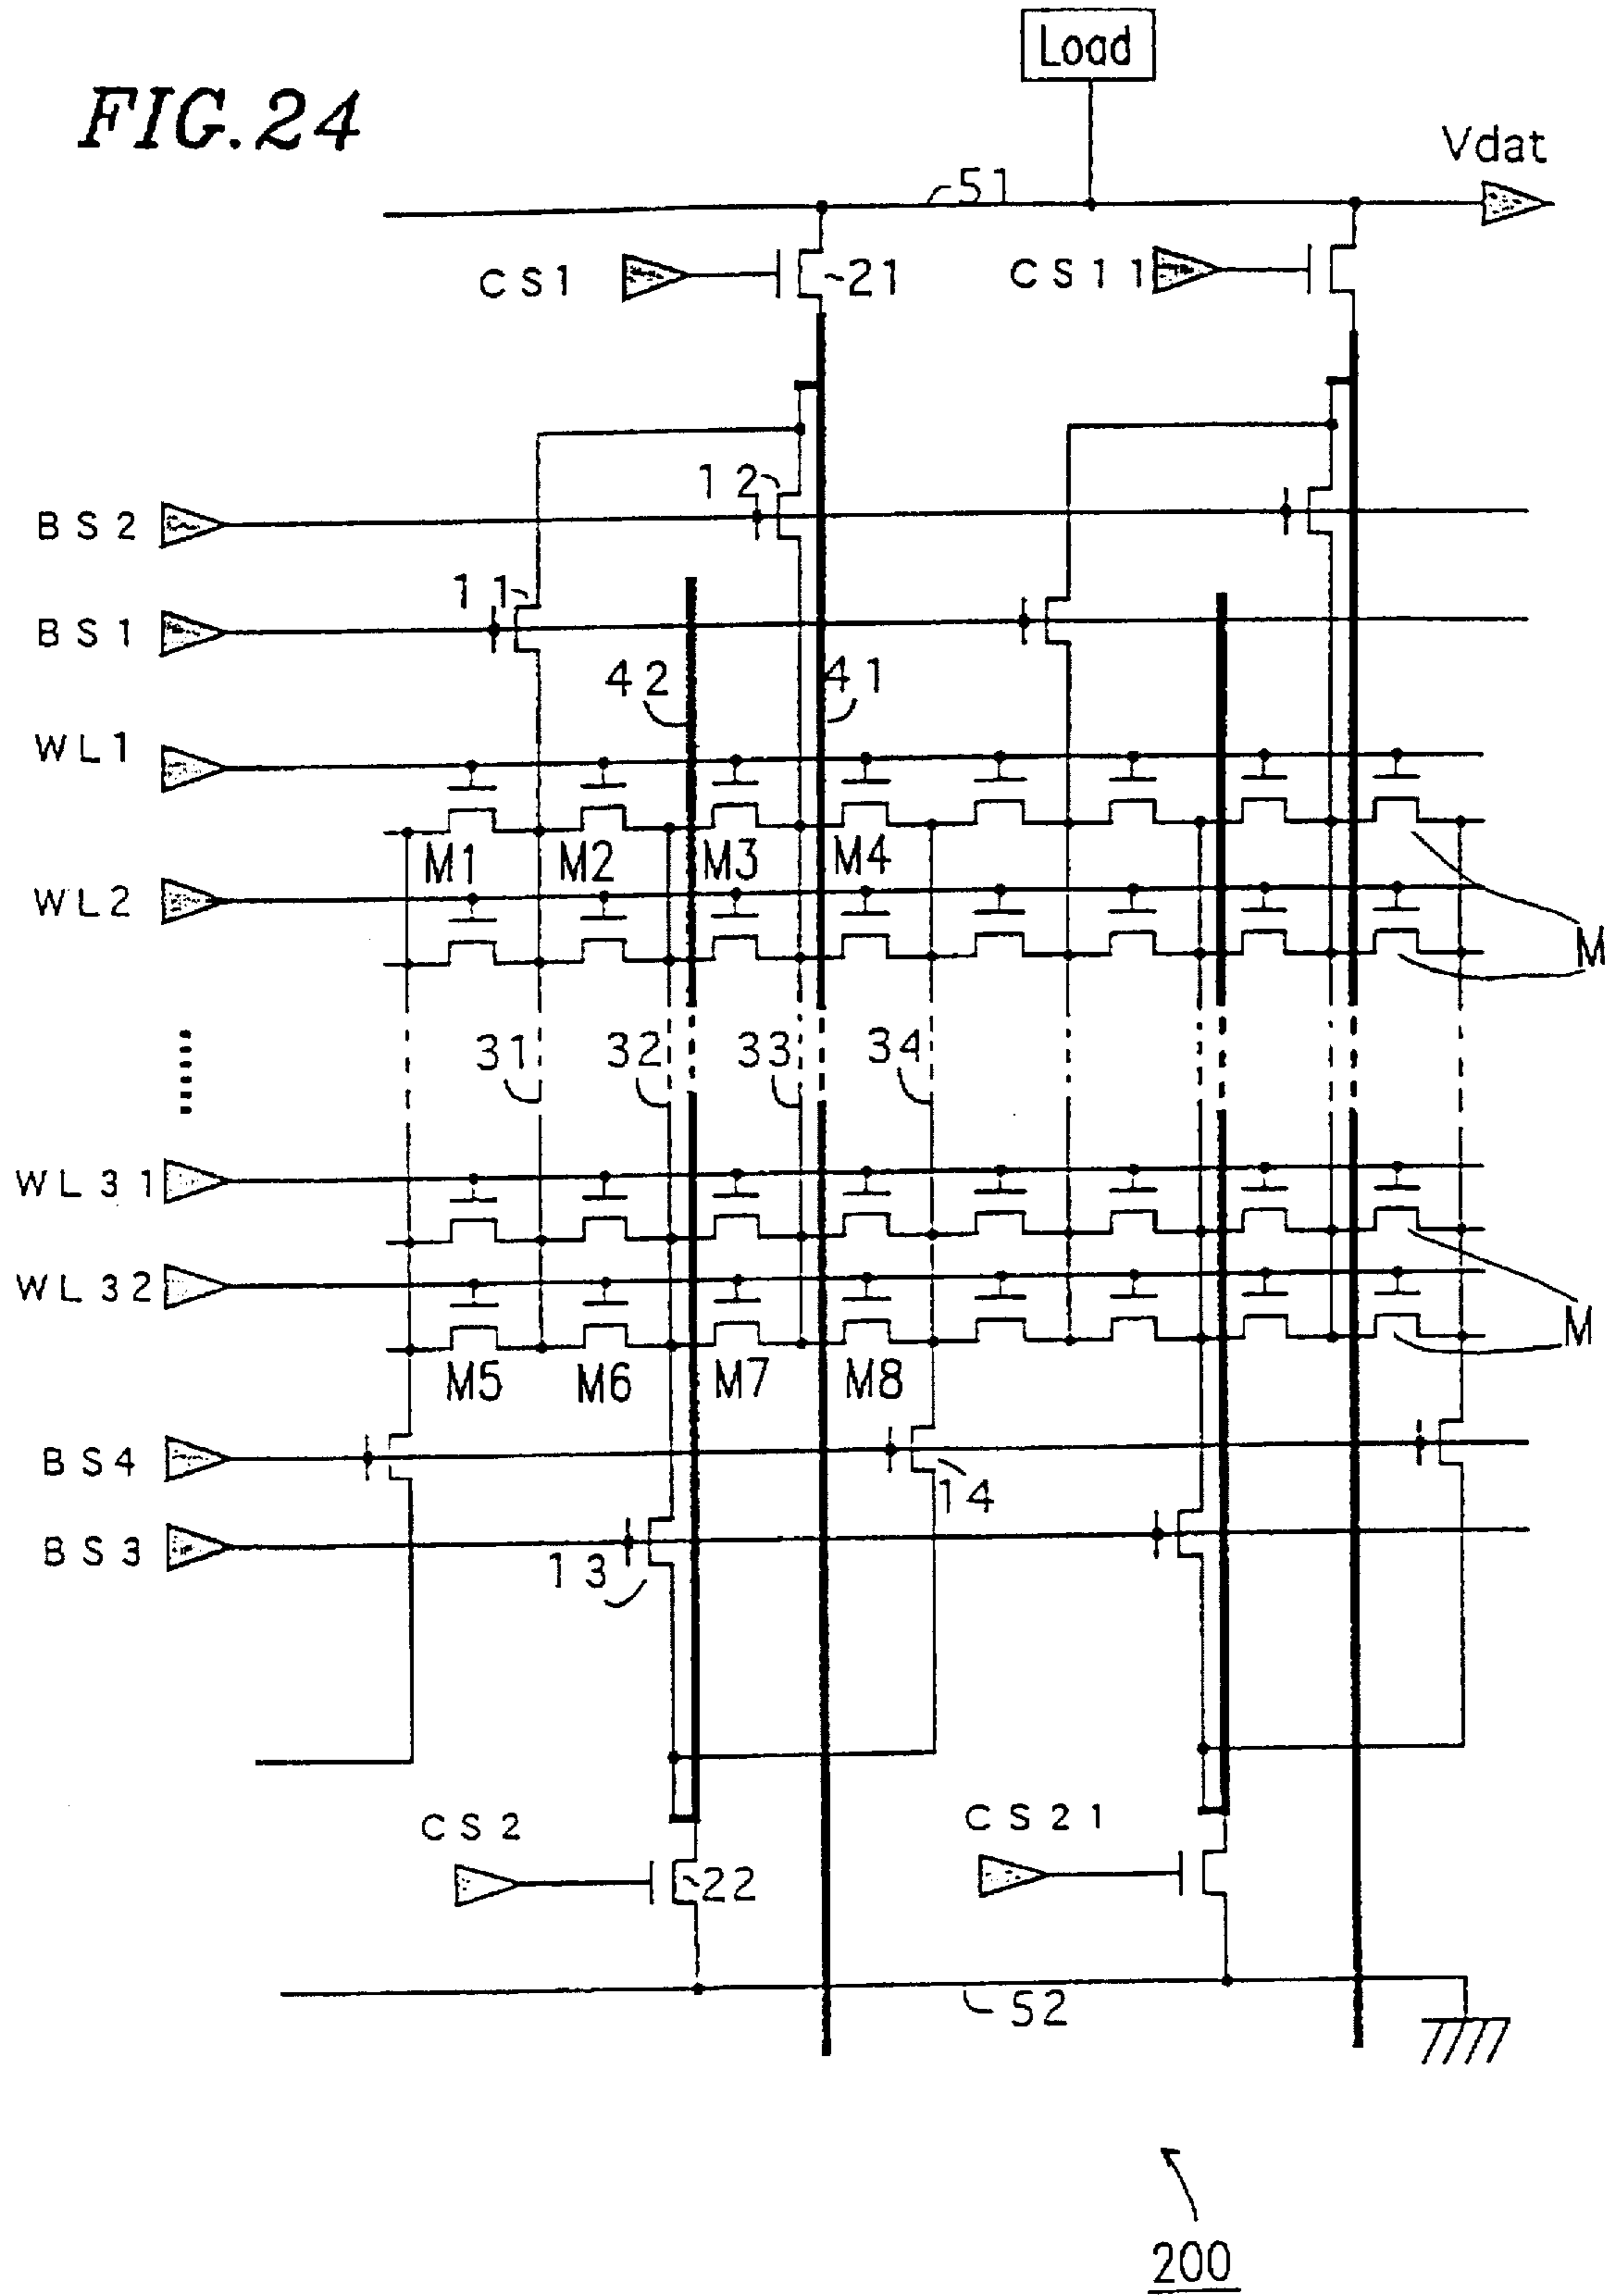 FIG.24
Load
Vdat
51
CS1
21
CS11
12
BS2
11
BS1
42
41
WL1
M1
M2
M3
M4
WL2
M
31
32
33
34
WL31
WL32
M
M5
M6
M7
M8
BS4
14
BS3
13
CS2
CS21
22
52
200